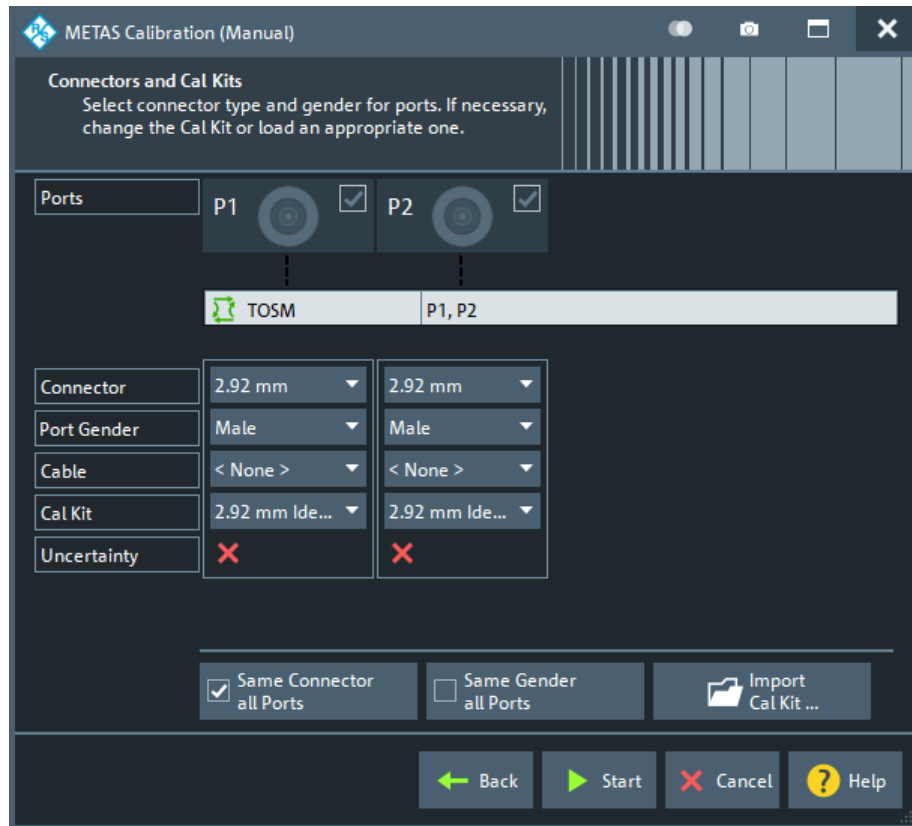 METAS Calibration (Manual)
Connectors and Cal Kits
Select connector type and gender for ports. If necessary,
change the Cal Kit or load an appropriate one.
Ports
P1
P2
TOSM
P1, P2
Connector
2.92 mm
2.92 mm
Port Gender
Male
Male
Cable
< None >
< None >
Cal Kit
2.92 mm Ide...
2.92 mm Ide...
Uncertainty
Same Connector
all Ports
Same Gender
all Ports
Import
Cal Kit ...
Back
Start
Cancel
? Help